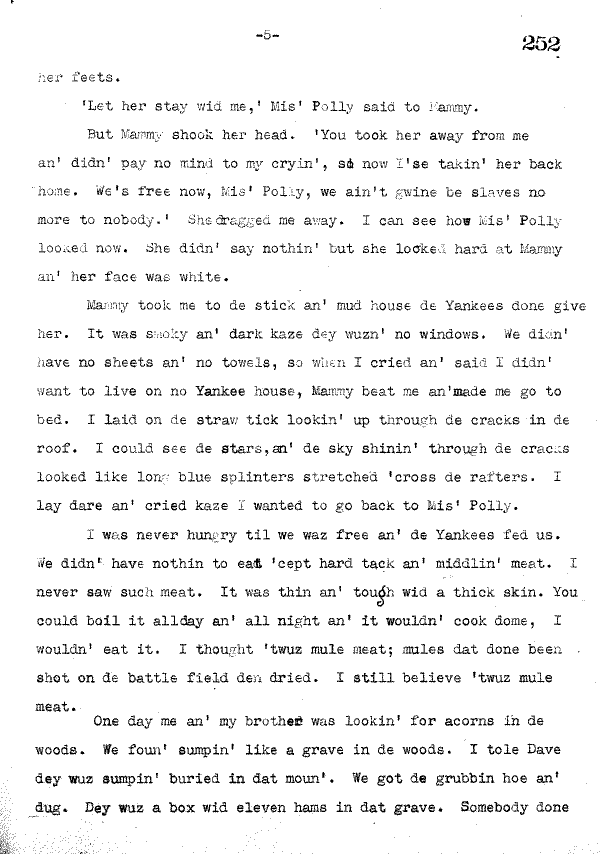 -5-
252
her feets.
'Let her stay wid me,' Mis' Polly said to Mammy.
But Mammy shook her head. 'You took her away from me
an' didn' pay no mind to my cryin', so now I'se takin' her back
home. We's free now, Mis' Polly, we ain't gwine be slaves no
more to nobody.' She dragged me away. I can see how Mis' Polly
looked now. She didn' say nothin' but she looked hard at Mammy
an' her face was white.
Mammy took me to de stick an' mud house de Yankees done give
her. It was smoky an' dark kaze dey wuzn' no windows. We didn'
have no sheets an' no towels, so when I cried an' said I didn'
want to live on no Yankee house, Mammy beat me an'made me go to
bed. I laid on de straw tick lookin' up through de cracks in de
roof. I could see de stars,an' de sky shinin' through de cracks
looked like long blue splinters stretched 'cross de rafters. I
lay dare an' cried kaze I wanted to go back to Mis' Polly.
I was never hungry til we waz free an' de Yankees fed us.
We didn' have nothin to eat 'cept hard tack an' middlin' meat. I
never saw such meat. It was thin an' tough wid a thick skin. You
could boil it allday an' all night an' it wouldn' cook dome, I
wouldn' eat it. I thought 'twuz mule meat; mules dat done been
shot on de battle field den dried. I still believe 'twuz mule
meat.
One day me an' my brother was lookin' for acorns in de
woods. We foun' sumpin' like a grave in de woods. I tole Dave
dey wuz sumpin' buried in dat moun'. We got de grubbin hoe an'
dug. Dey wuz a box wid eleven hams in dat grave. Somebody done